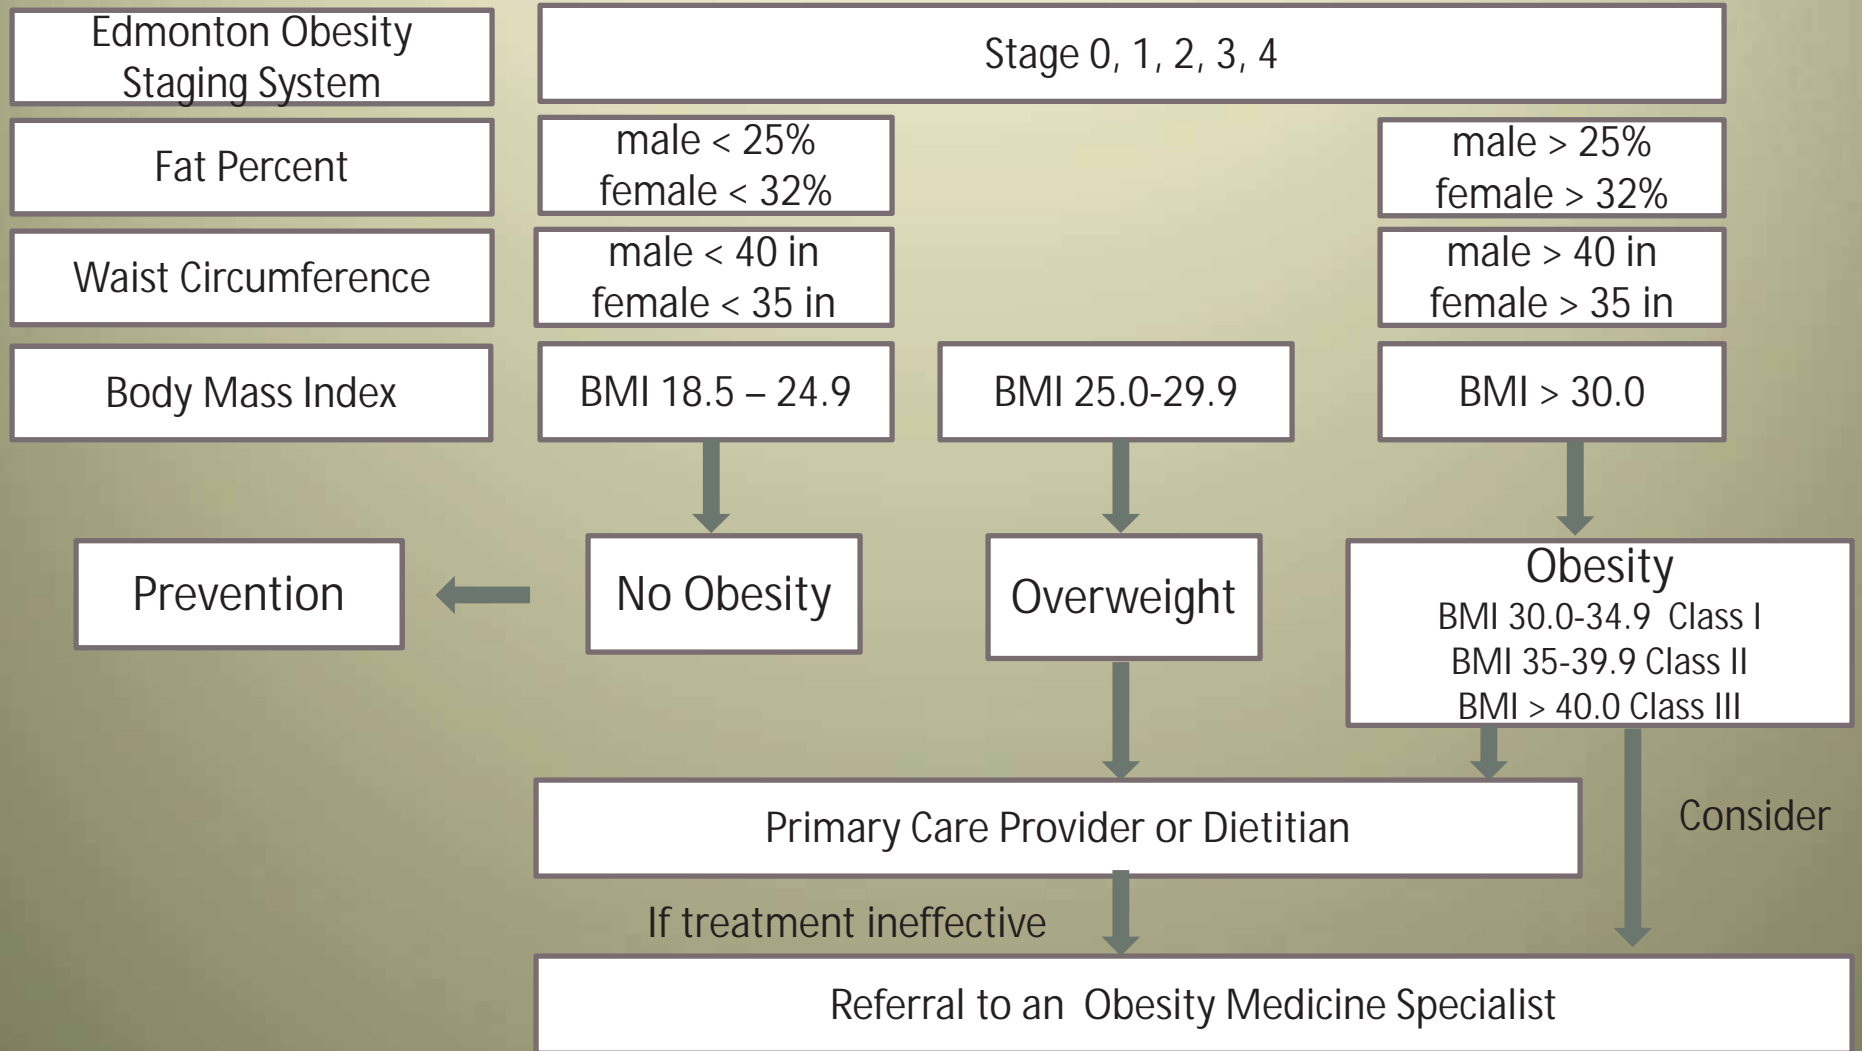 Edmonton Obesity
Staging System
Stage 0, 1, 2, 3, 4
Fat Percent
male < 25%
female < 32%
male > 25%
female > 32%
Waist Circumference
male < 40 in
female < 35 in
male > 40 in
female > 35 in
Body Mass Index
BMI 18.5 – 24.9
BMI 25.0-29.9
BMI > 30.0
Prevention
No Obesity
Overweight
Obesity
BMI 30.0-34.9 Class I
BMI 35-39.9 Class II
BMI > 40.0 Class III
Primary Care Provider or Dietitian
Consider
If treatment ineffective
Referral to an Obesity Medicine Specialist